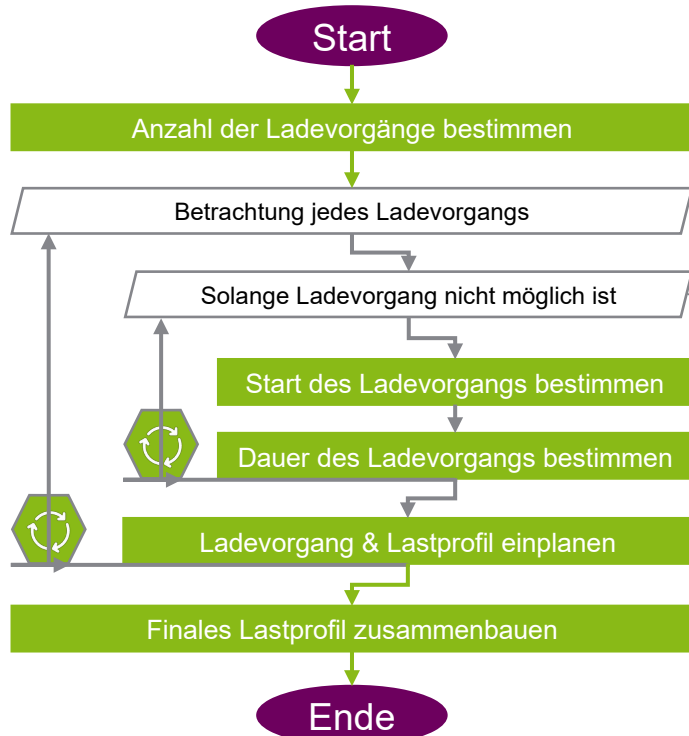 Start
Anzahl der Ladevorgänge bestimmen
Betrachtung jedes Ladevorgangs
Solange Ladevorgang nicht möglich ist
Start des Ladevorgangs bestimmen
Dauer des Ladevorgangs bestimmen
Ladevorgang & Lastprofil einplanen
Finales Lastprofil zusammenbauen
Ende